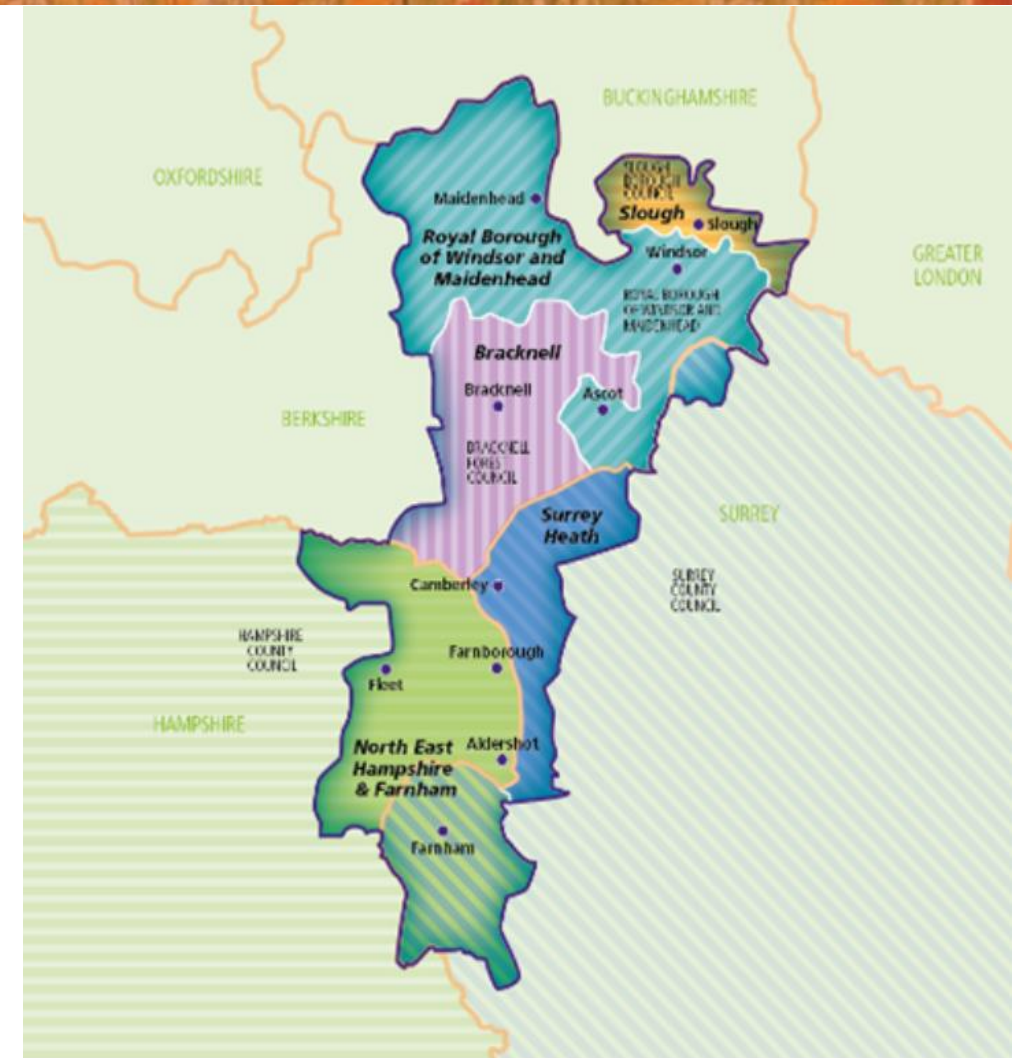 BUCKINGHAMSHIRE
OXFORDSHIRE
SLOUGH
BOROUGH
COUNCIL
Maidenhead
Slough
Slough
Royal Borough
of Windsor and
Maidenhead
Windsor
GREATER
LONDON
ROYAL BOROUGH
OF WINDSOR AND
MAIDENHEAD
Bracknell
Bracknell
Ascot
BERKSHIRE
BRACKNELL
FORES
COUNCIL
Surrey
Heath
SURREY
Camberley
SURREY
COUNTY
COUNCIL
HAMPSHIRE
COUNTY
COUNCIL
Farnborough
Fleet
HAMPSHIRE
North East
Hampshire
& Farnham
Aldershot
Farnham